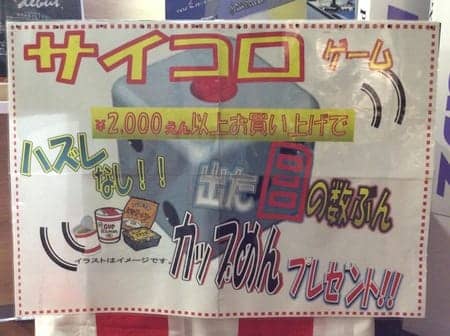 debut
サイコロ
ゲーム
¥2,000えん以上お買い上げで
ハズレ
なし!!
出た目の数ぶん
イラストはイメージです。
カップめん
プレゼント!!